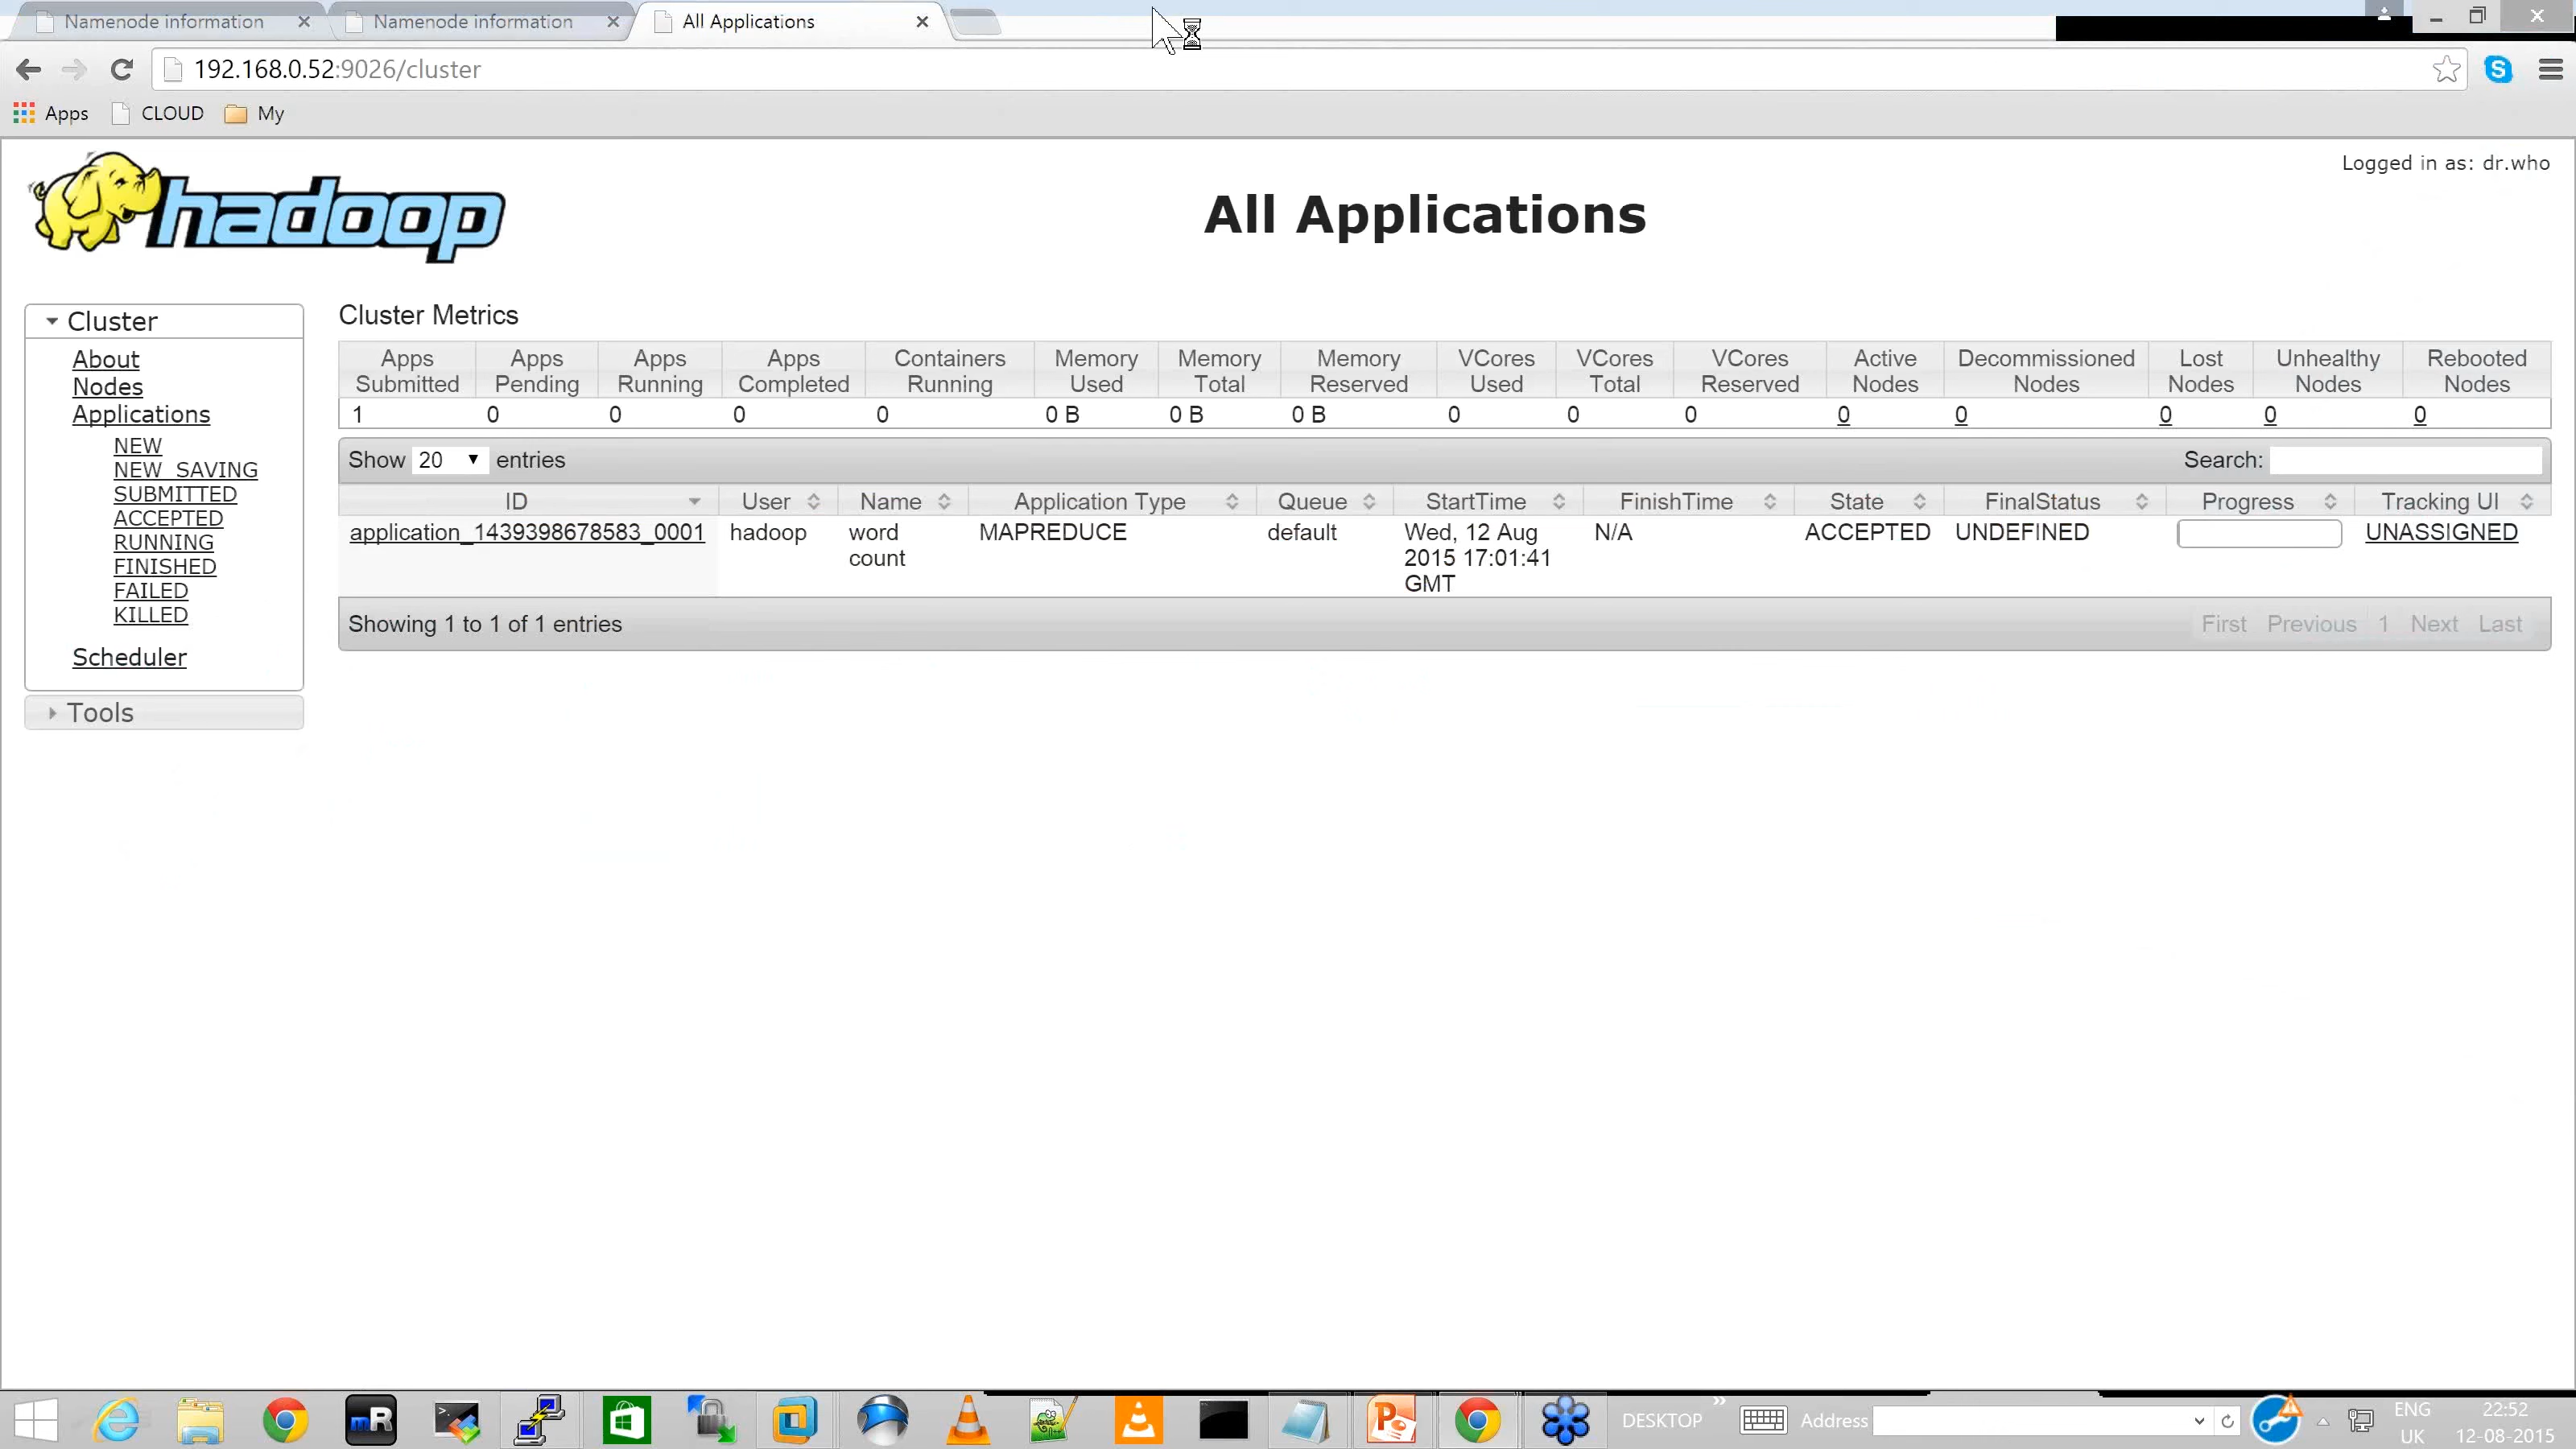 Namenode information
Namenode information
All Applications
192.168.0.52:9026/cluster
Apps CLOUD My
hadoop
Logged in as: dr.who
All Applications
Cluster
About
Nodes
Applications
NEW
NEW_SAVING
SUBMITTED
ACCEPTED
RUNNING
FINISHED
FAILED
KILLED
Scheduler
Tools
Cluster Metrics
Apps Submitted Apps Pending Apps Running Apps Completed Containers Running Memory Used Memory Total Memory Reserved VCores Used VCores Total VCores Reserved Active Nodes Decommissioned Nodes Lost Nodes Unhealthy Nodes Rebooted Nodes
1 0 0 0 0 0 B 0 B 0 B 0 0 0 0 0 0 0 0
Show 20 entries Search:
ID User Name Application Type Queue StartTime FinishTime State FinalStatus Progress Tracking UI
application_1439398678583_0001 hadoop word count MAPREDUCE default Wed, 12 Aug 2015 17:01:41 GMT N/A ACCEPTED UNDEFINED UNASSIGNED
Showing 1 to 1 of 1 entries First Previous 1 Next Last
mR
DESKTOP Address
ENG UK
22:52
12-08-2015